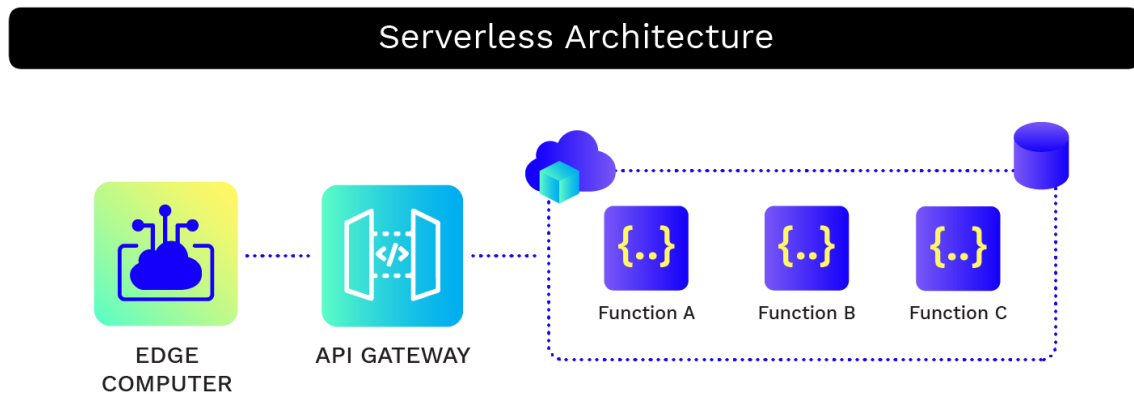 Serverless Architecture
{..}
{..}
{..}
</>
Function A
Function B
Function C
EDGE
COMPUTER
API GATEWAY